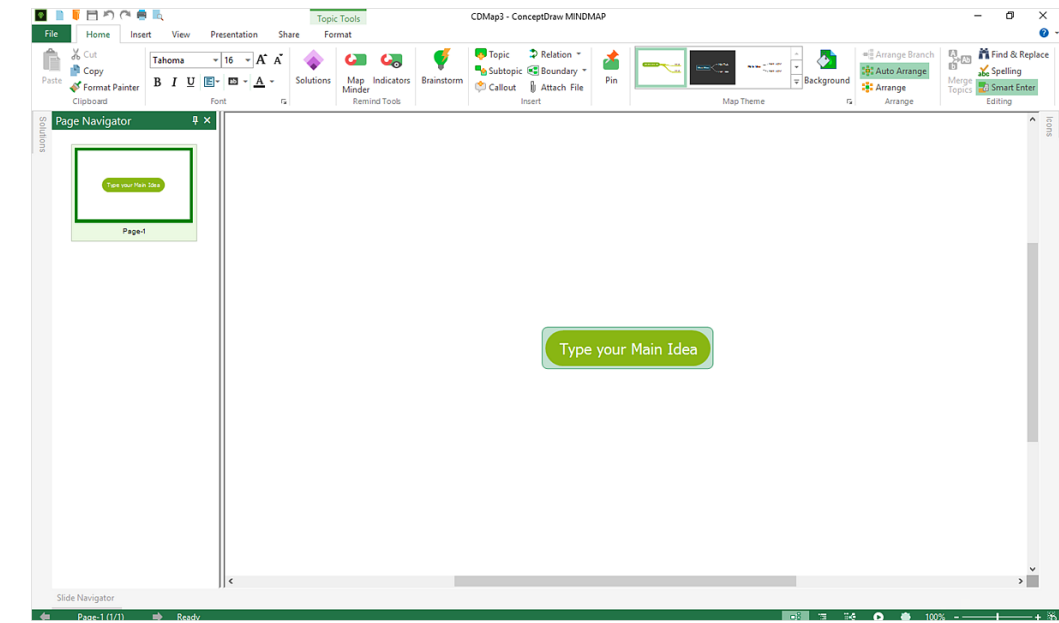 Topic Tools
CDMap3 - ConceptDraw MINDMAP
File Home Insert View Presentation Share Format
Paste
Cut
Copy
Format Painter
Clipboard
Tahoma 16 A A
B I U A
Font
Solutions
Map Minder
Indicators
Remind Tools
Brainstorm
Topic Relation
Subtopic Boundary
Callout Attach File
Insert
Pin
Map Theme
Background
Arrange Branch
Auto Arrange
Arrange
Arrange
Merge Topics
Find & Replace
abc Spelling
Smart Enter
Editing
Solutions
Page Navigator
Type your Main Idea
Page-1
Type your Main Idea
Icons
Slide Navigator
Page-1 (1/1) Ready 100%